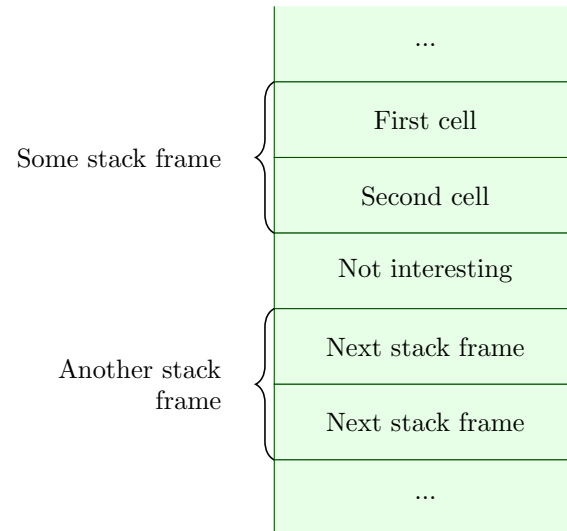 ...
First cell
Some stack frame
Second cell
Not interesting
Next stack frame
Another stack
frame
Next stack frame
...